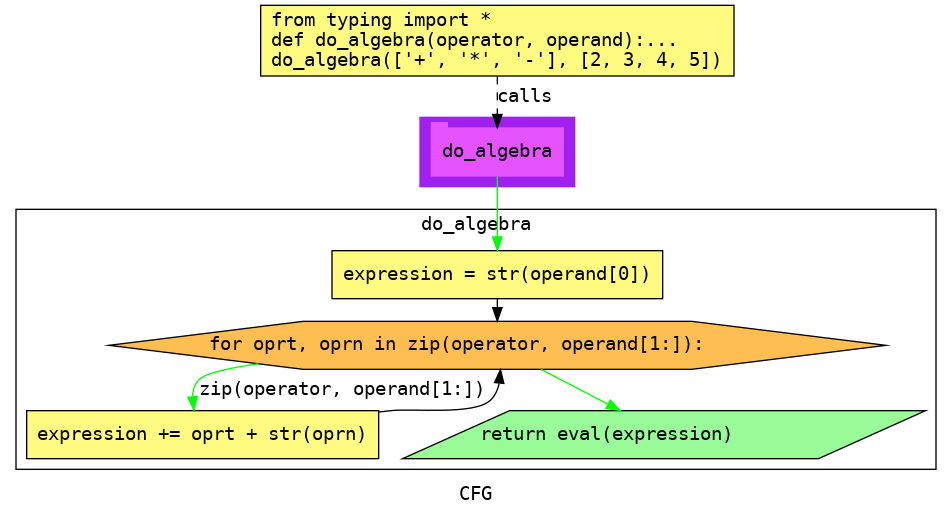 from typing import *
def do_algebra(operator, operand):...
do_algebra(['+', '*', '-'], [2, 3, 4, 5])
calls
do_algebra
do_algebra
expression = str(operand[0])
for oprt, oprn in zip(operator, operand[1:]):
zip(operator, operand[1:])
expression += oprt + str(oprn)
return eval(expression)
CFG